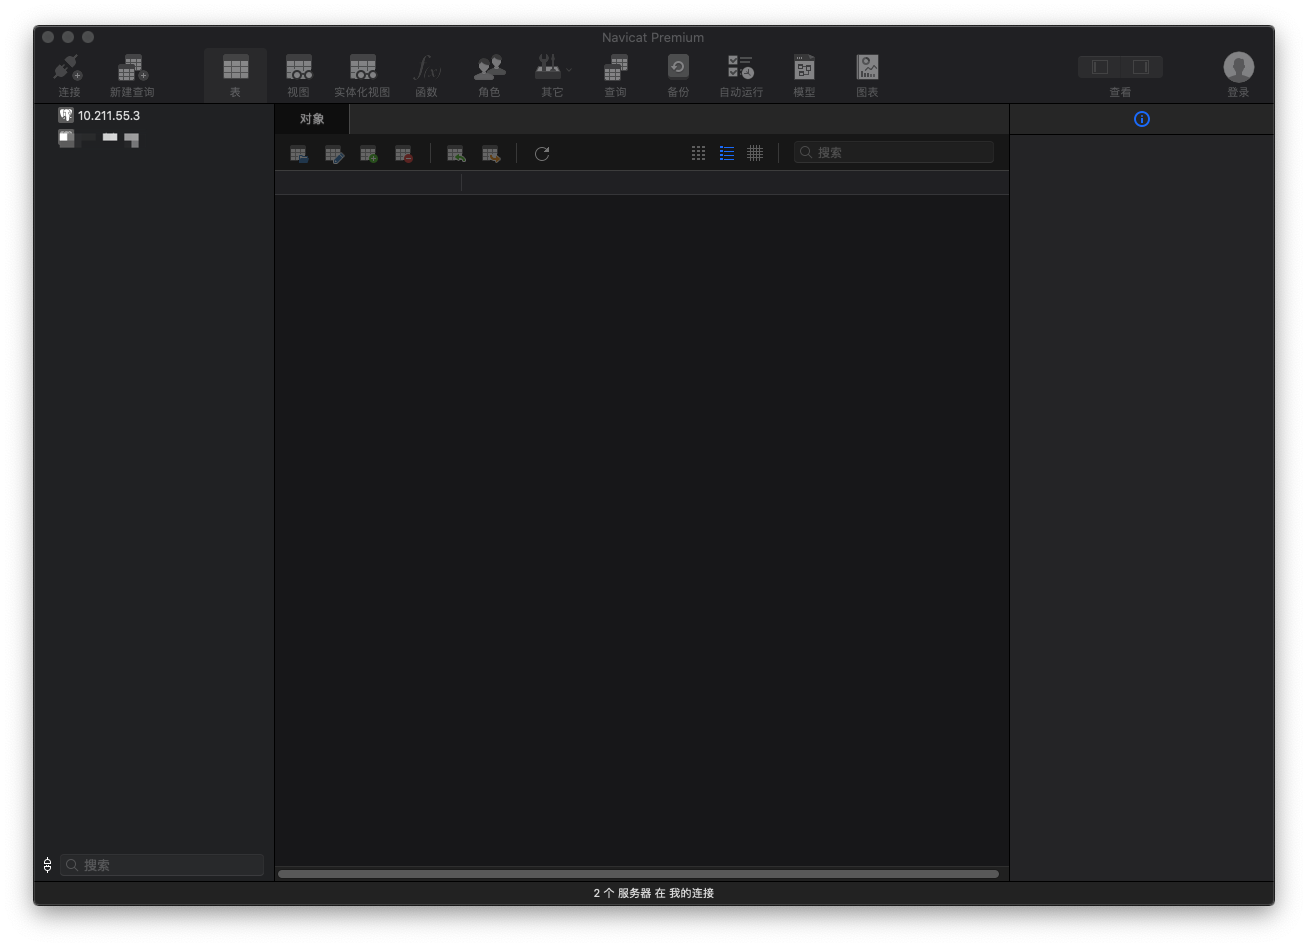 Navicat Premium
连接
新建查询
表
视图
实体化视图
f(x)
函数
角色
其它
查询
备份
自动运行
模型
图表
查看
登录
10.211.55.3
对象
搜索
搜索
2 个 服务器 在 我的连接